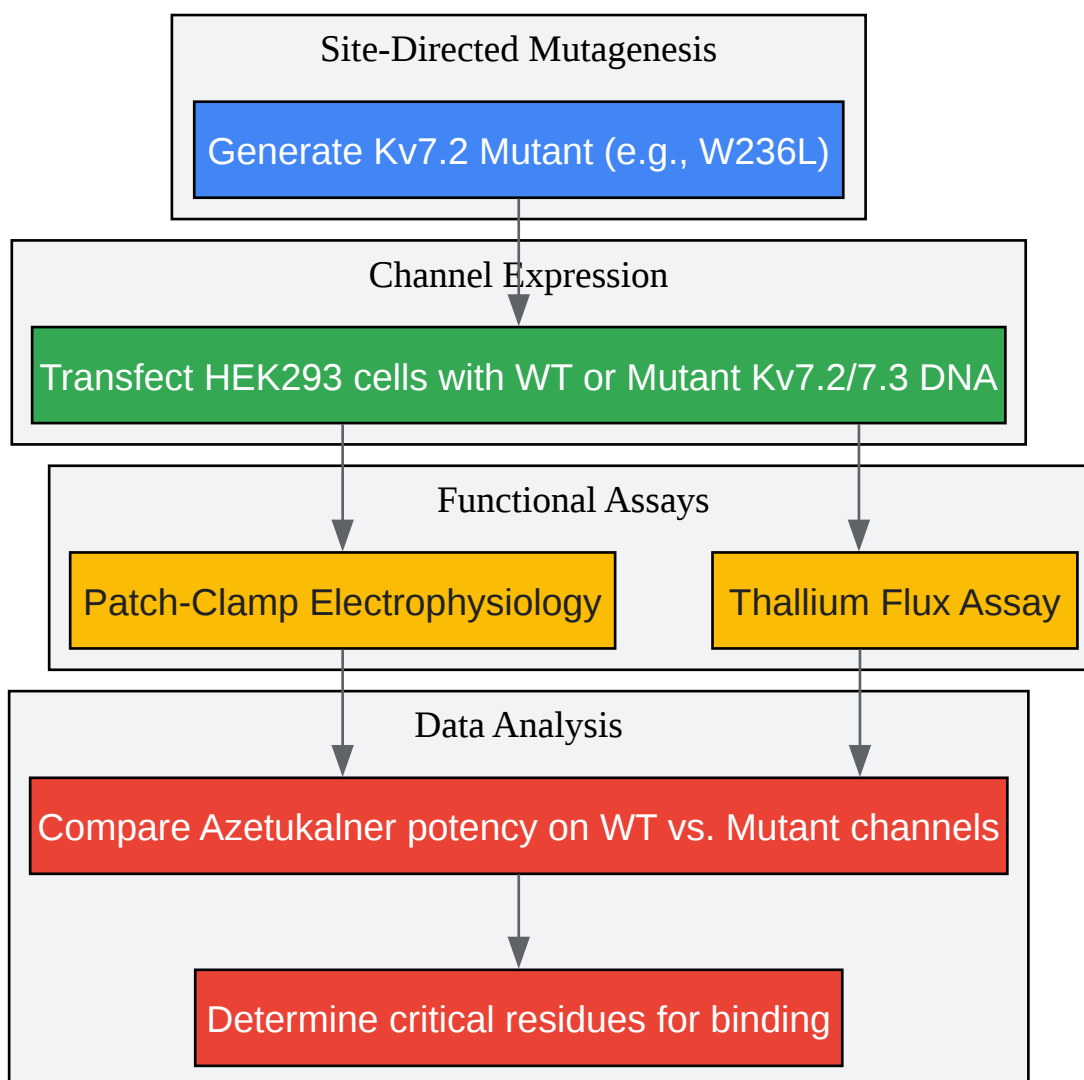 Site-Directed Mutagenesis
Generate Kv7.2 Mutant (e.g., W236L)
Channel Expression
Transfect HEK293 cells with WT or Mutant Kv7.2/7.3 DNA
Functional Assays
Patch-Clamp Electrophysiology
Thallium Flux Assay
Data Analysis
Compare Azetukalner potency on WT vs. Mutant channels
Determine critical residues for binding